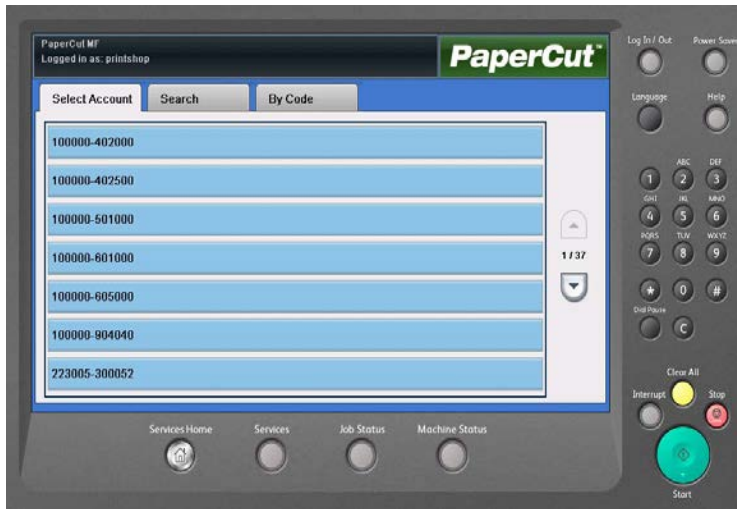 PaperCut MF
Logged in as: printshop
PaperCut™
Select Account
Search
By Code
100000-402000
100000-402500
100000-501000
100000-601000
100000-605000
100000-904040
223005-300052
1 / 37
Services Home
Services
Job Status
Machine Status
Log In / Out
Power Saver
Language
Help
ABC
DEF
1
2
3
GHI
JKL
MNO
4
5
6
PQRS
TUV
WXYZ
7
8
9
*
0
#
Dial Pause
C
Clear All
Interrupt
Stop
Start